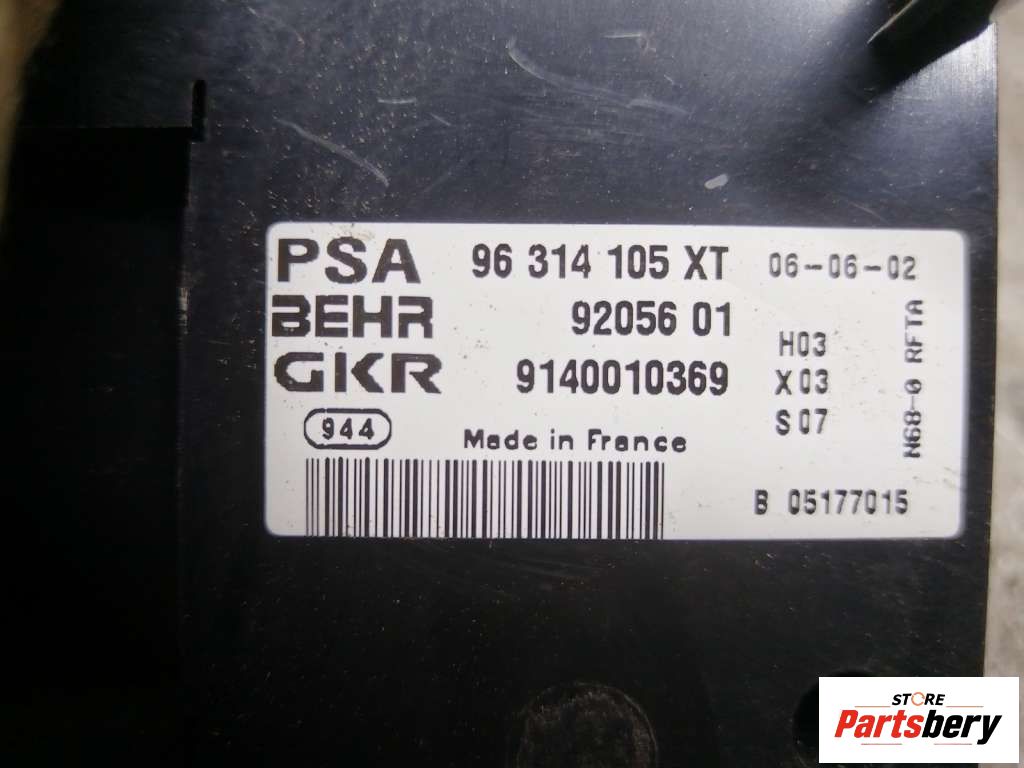 PSA 96 314 105 XT 06-06-02
BEHR 92056 01
GKR 9140010369
H03
X03
S07
N68-0 RFTA
944 Made in France
B 05177015
STORE
Partsbery